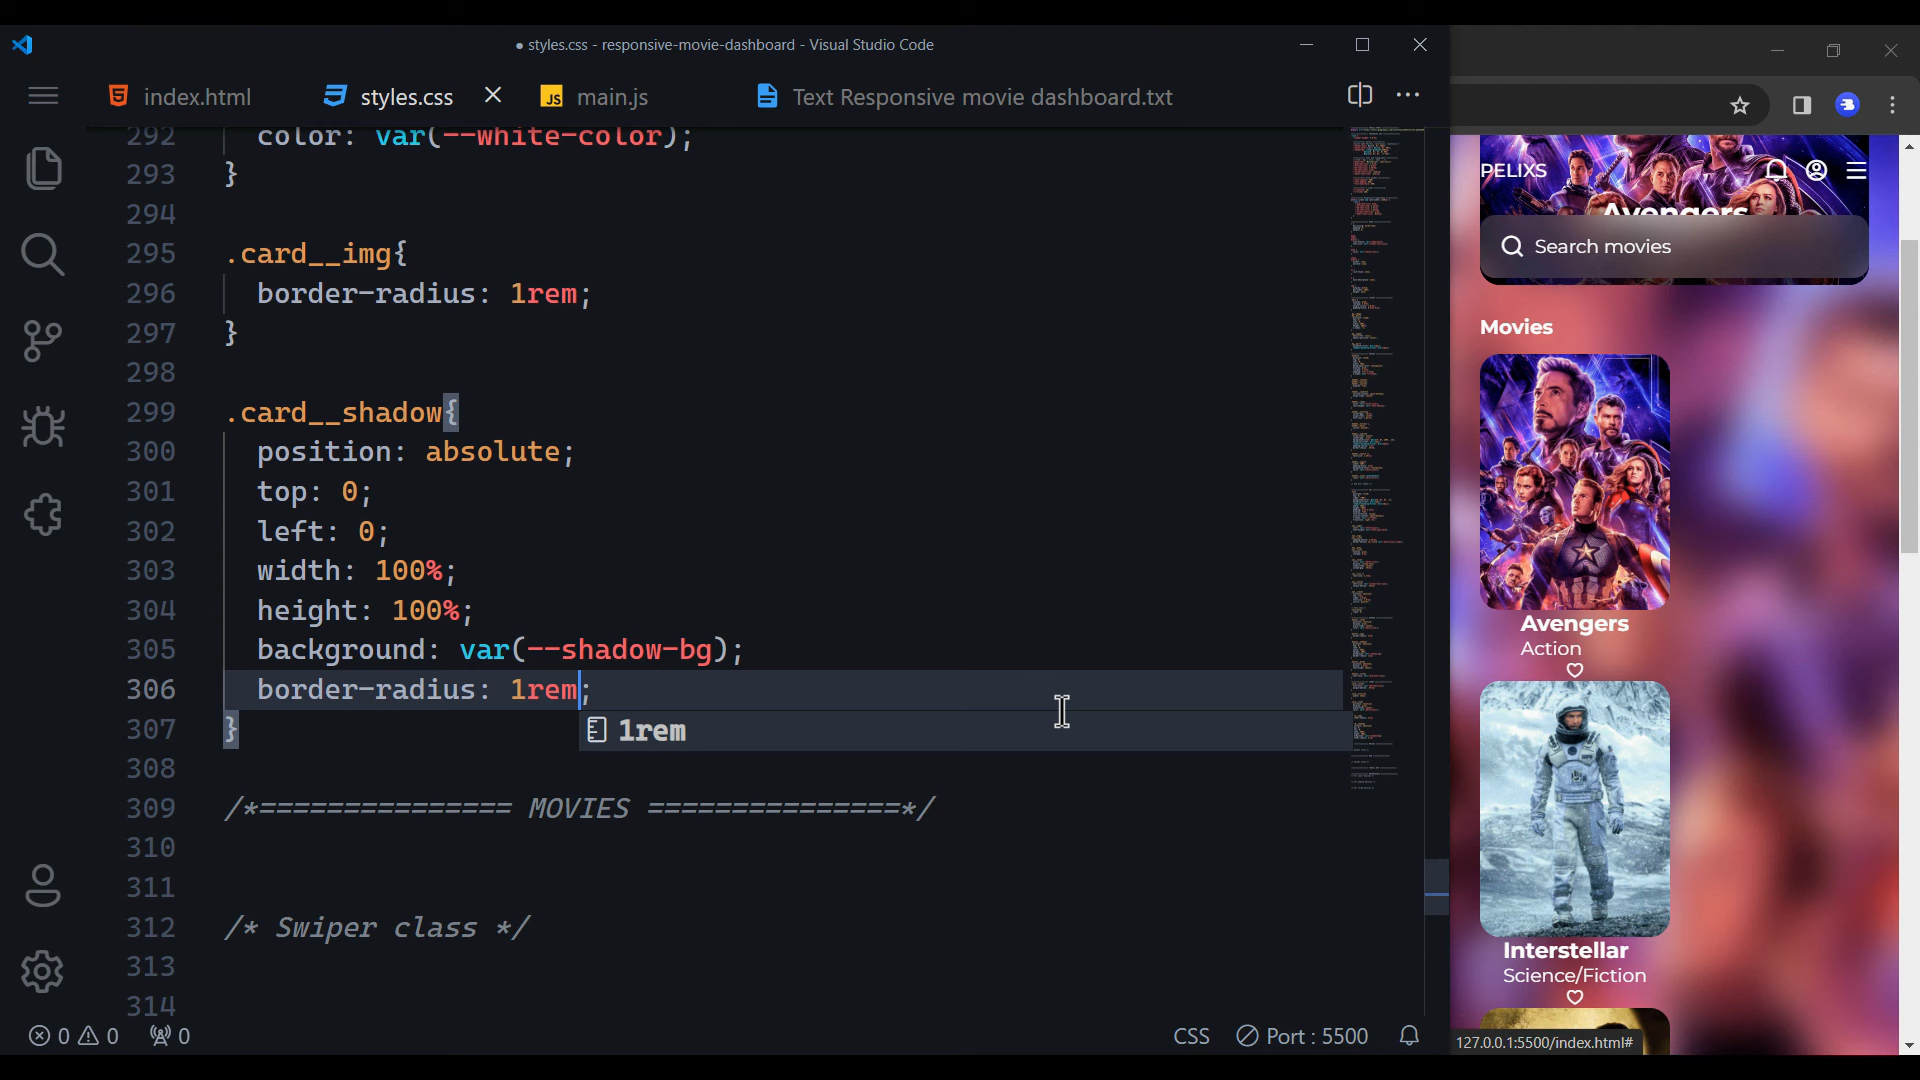 ● styles.css - responsive-movie-dashboard - Visual Studio Code
index.html
styles.css
JS main.js
Text Responsive movie dashboard.txt
292 color: var(--white-color);
293 }
294
295 .card__img{
296 border-radius: 1rem;
297 }
298
299 .card__shadow{
300 position: absolute;
301 top: 0;
302 left: 0;
303 width: 100%;
304 height: 100%;
305 background: var(--shadow-bg);
306 border-radius: 1rem;
307 }
1rem
308
309 /*=============== MOVIES ===============*/
310
311
312 /* Swiper class */
313
314
0 0 0
CSS
Port : 5500
PELIXS
Avengers
Search movies
Movies
Avengers
Action
Interstellar
Science/Fiction
127.0.0.1:5500/index.html#